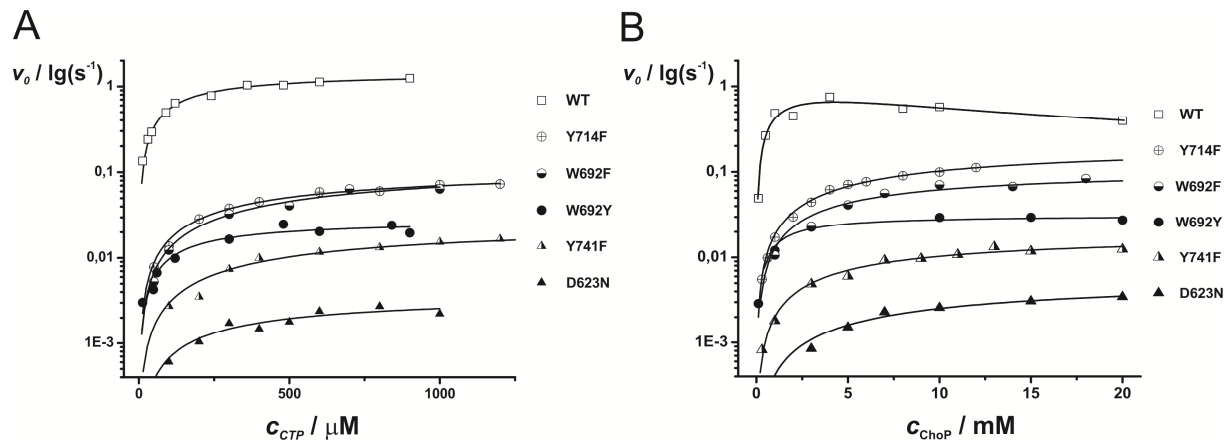 A
v₀ / lg(s⁻¹)
1
0,1
0,01
1E-3
0
500
1000
c_CTP / μM
WT
Y714F
W692F
W692Y
Y741F
D623N
B
v₀ / lg(s⁻¹)
1
0,1
0,01
1E-3
0
5
10
15
20
c_ChoP / mM
WT
Y714F
W692F
W692Y
Y741F
D623N